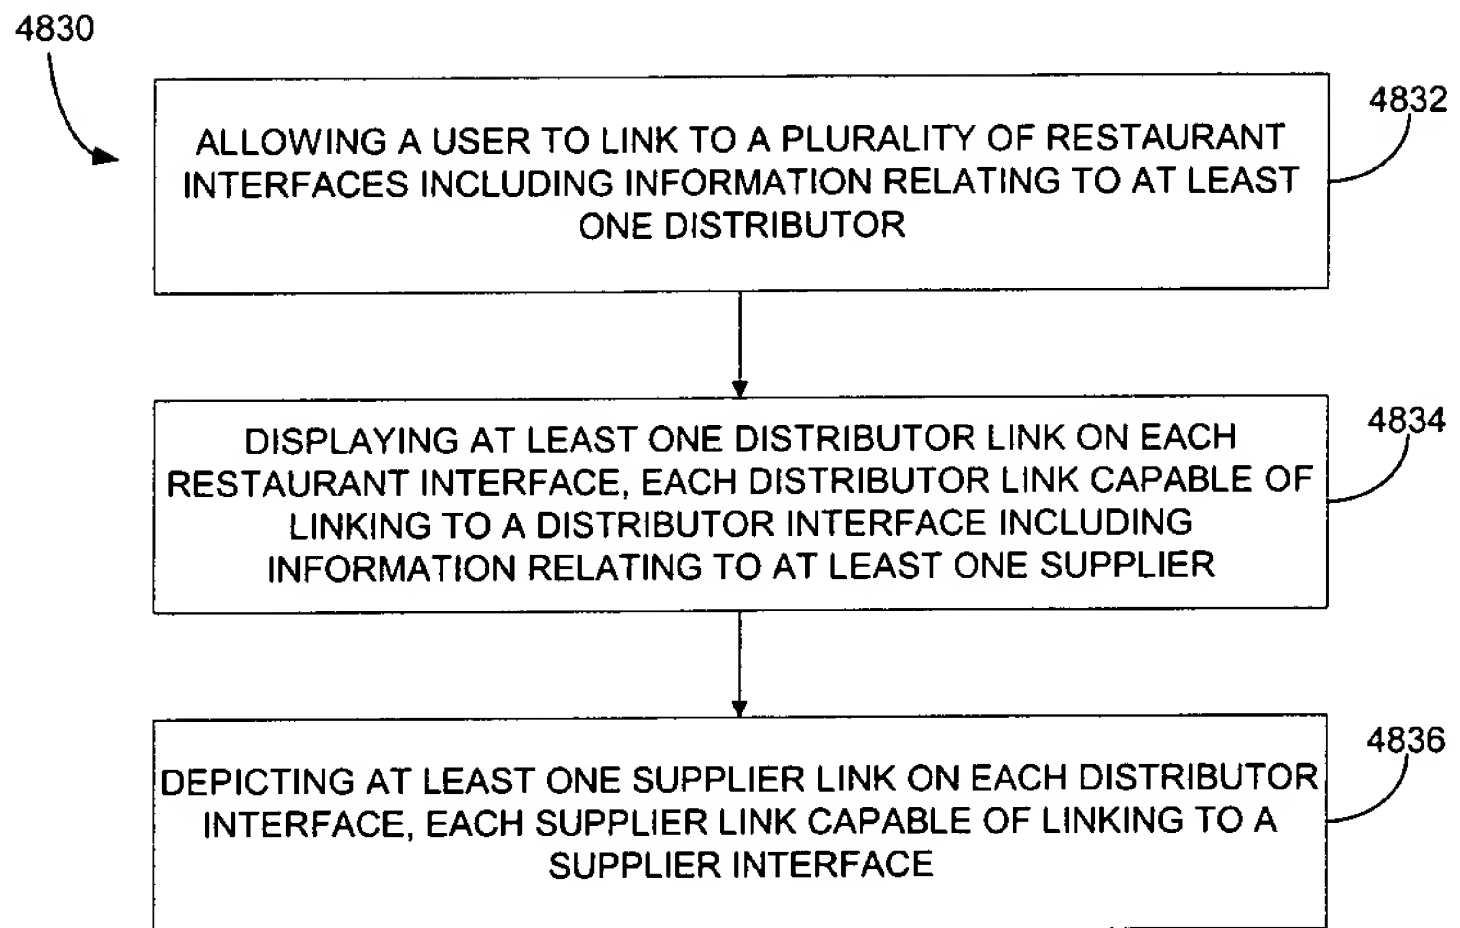 4830
4832
ALLOWING A USER TO LINK TO A PLURALITY OF RESTAURANT
INTERFACES INCLUDING INFORMATION RELATING TO AT LEAST
ONE DISTRIBUTOR
4834
DISPLAYING AT LEAST ONE DISTRIBUTOR LINK ON EACH
RESTAURANT INTERFACE, EACH DISTRIBUTOR LINK CAPABLE OF
LINKING TO A DISTRIBUTOR INTERFACE INCLUDING
INFORMATION RELATING TO AT LEAST ONE SUPPLIER
4836
DEPICTING AT LEAST ONE SUPPLIER LINK ON EACH DISTRIBUTOR
INTERFACE, EACH SUPPLIER LINK CAPABLE OF LINKING TO A
SUPPLIER INTERFACE